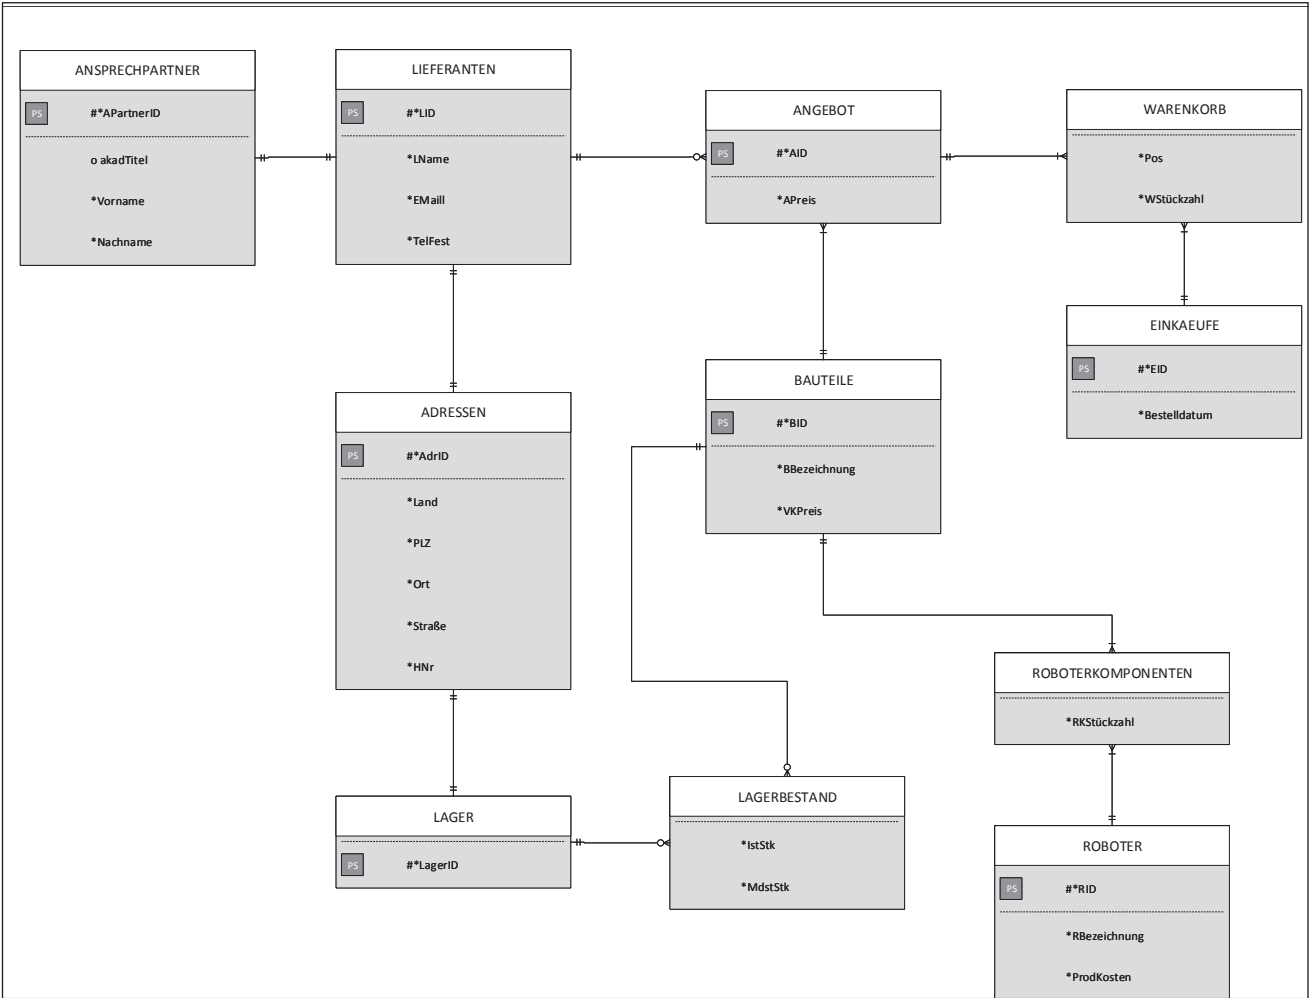 ANSPRECHPARTNER
PS #*APartnerID
o akadTitel
*Vorname
*Nachname
LIEFERANTEN
PS #*LID
*LName
*EMaill
*TelFest
ANGEBOT
PS #*AID
*APreis
WARENKORB
*Pos
*WStückzahl
EINKAEUFE
PS #*EID
*Bestelldatum
ADRESSEN
PS #*AdrID
*Land
*PLZ
*Ort
*Straße
*HNr
BAUTEILE
PS #*BID
*BBezeichnung
*VKPreis
ROBOTERKOMPONENTEN
*RKStückzahl
LAGER
PS #*LagerID
LAGERBESTAND
*IstStk
*MdstStk
ROBOTER
PS #*RID
*RBezeichnung
*ProdKosten